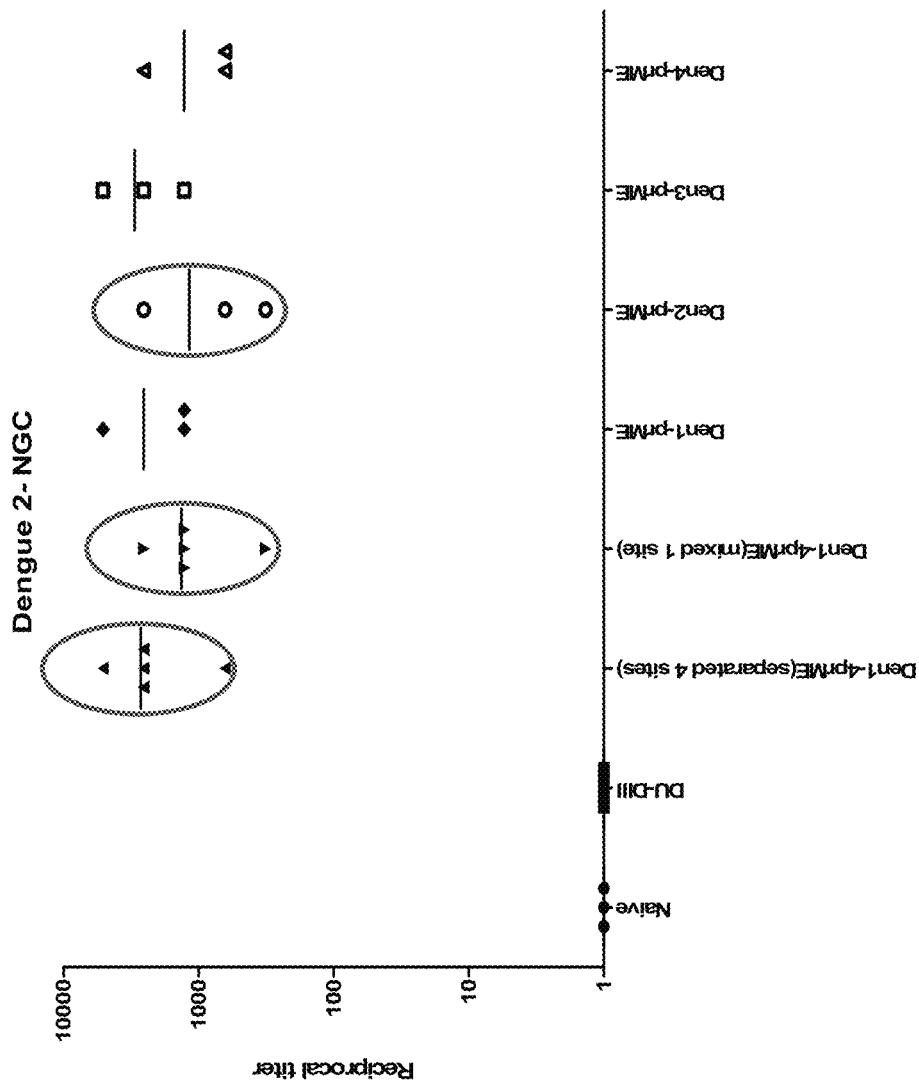 Dengue 2- NGC
Reciprocal titer
10000
1000
100
10
1
Naive
DU-DIII
Den1-4prME(separated 4 sites)
Den1-4prME(mixed 1 site)
Den1-prME
Den2-prME
Den3-prME
Den4-prME